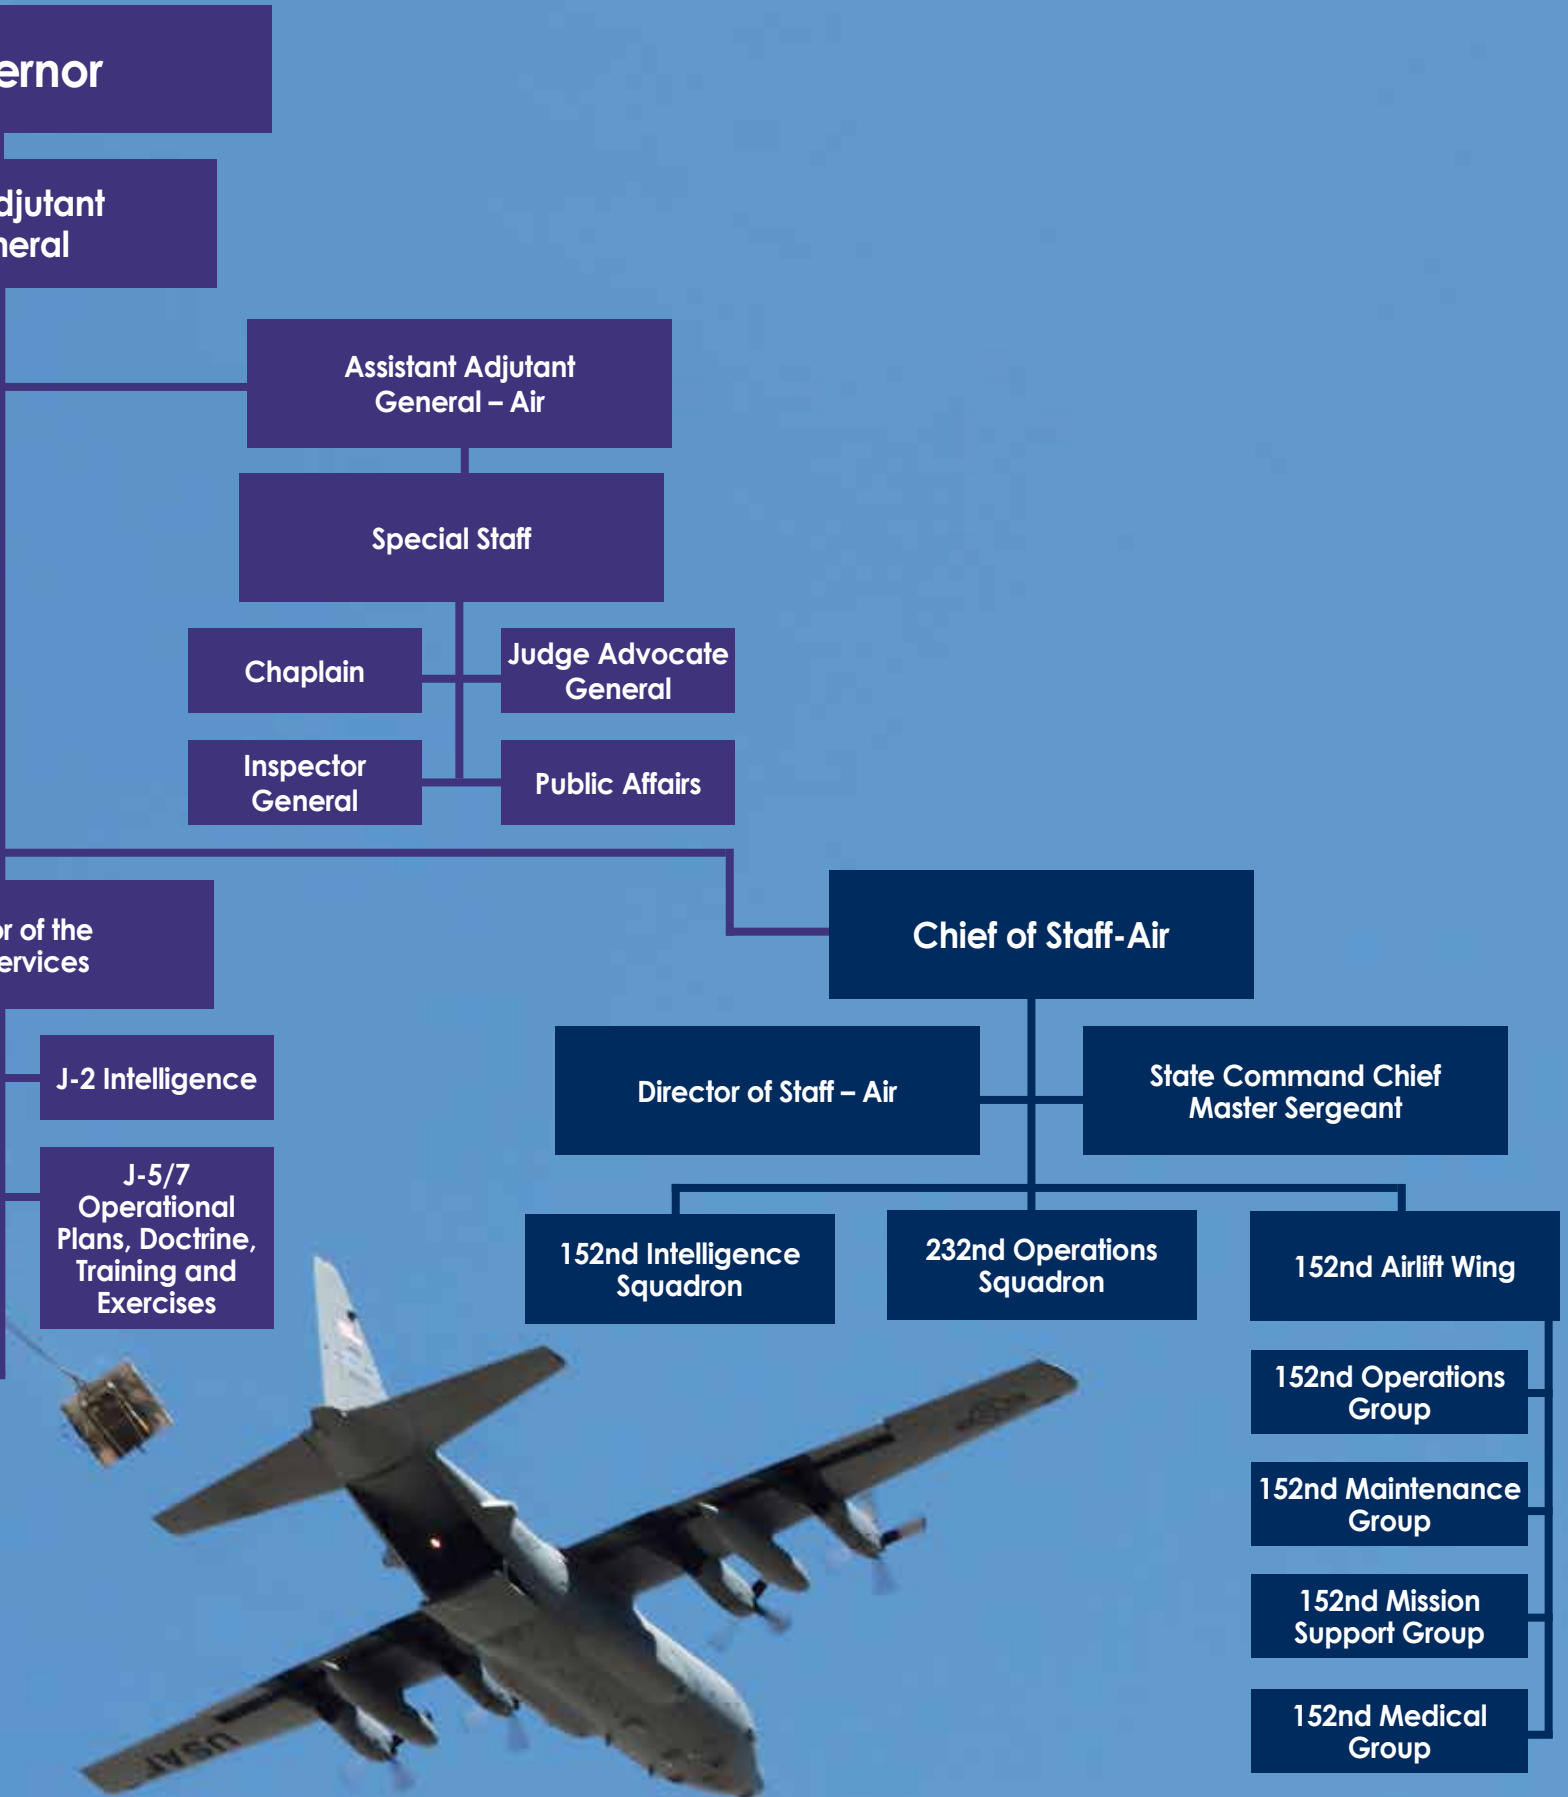 ernor
djutant
neral
Assistant Adjutant
General – Air
Special Staff
Chaplain
Judge Advocate
General
Inspector
General
Public Affairs
or of the
ervices
Chief of Staff-Air
J-2 Intelligence
Director of Staff – Air
State Command Chief
Master Sergeant
J-5/7
Operational
Plans, Doctrine,
Training and
Exercises
152nd Intelligence
Squadron
232nd Operations
Squadron
152nd Airlift Wing
152nd Operations
Group
152nd Maintenance
Group
152nd Mission
Support Group
152nd Medical
Group
USAF